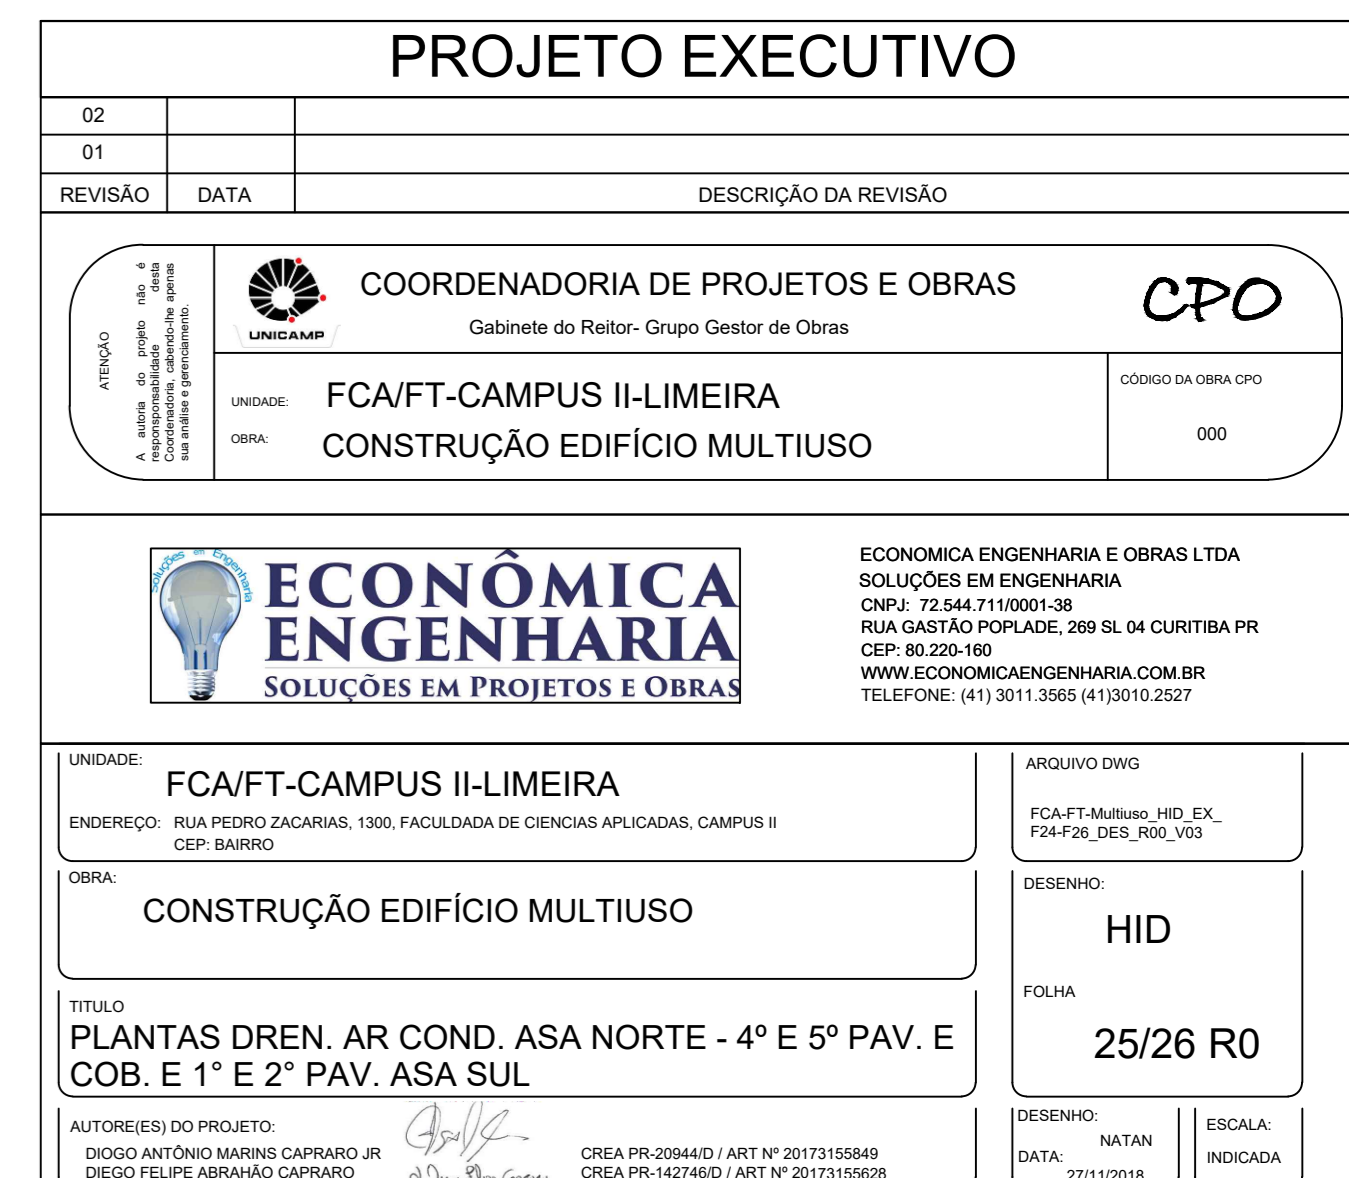 PROJETO EXECUTIVO
02
01
REVISÃO DATA DESCRIÇÃO DA REVISÃO
ATENÇÃO
A autoria do projeto não é
responsponsabilidade desta
Coordenadoria, cabendo-lhe apenas
sua análise e gerenciamento.
UNICAMP
COORDENADORIA DE PROJETOS E OBRAS
Gabinete do Reitor- Grupo Gestor de Obras
CPO
UNIDADE: FCA/FT-CAMPUS II-LIMEIRA
OBRA: CONSTRUÇÃO EDIFÍCIO MULTIUSO
CÓDIGO DA OBRA CPO
000
Soluções em Engenharia
ECONÔMICA
ENGENHARIA
SOLUÇÕES EM PROJETOS E OBRAS
ECONOMICA ENGENHARIA E OBRAS LTDA
SOLUÇÕES EM ENGENHARIA
CNPJ: 72.544.711/0001-38
RUA GASTÃO POPLADE, 269 SL 04 CURITIBA PR
CEP: 80.220-160
WWW.ECONOMICAENGENHARIA.COM.BR
TELEFONE: (41) 3011.3565 (41)3010.2527
UNIDADE:
FCA/FT-CAMPUS II-LIMEIRA
ENDEREÇO: RUA PEDRO ZACARIAS, 1300, FACULDADA DE CIENCIAS APLICADAS, CAMPUS II
CEP: BAIRRO
ARQUIVO DWG
FCA-FT-Multiuso_HID_EX_
F24-F26_DES_R00_V03
OBRA:
CONSTRUÇÃO EDIFÍCIO MULTIUSO
DESENHO:
HID
FOLHA
25/26 R0
TITULO
PLANTAS DREN. AR COND. ASA NORTE - 4º E 5º PAV. E
COB. E 1° E 2° PAV. ASA SUL
AUTORE(ES) DO PROJETO:
DIOGO ANTÔNIO MARINS CAPRARO JR CREA PR-20944/D / ART Nº 20173155849
DIEGO FELIPE ABRAHÃO CAPRARO CREA PR-142746/D / ART Nº 20173155628
DESENHO:
NATAN
DATA:
27/11/2018
ESCALA:
INDICADA